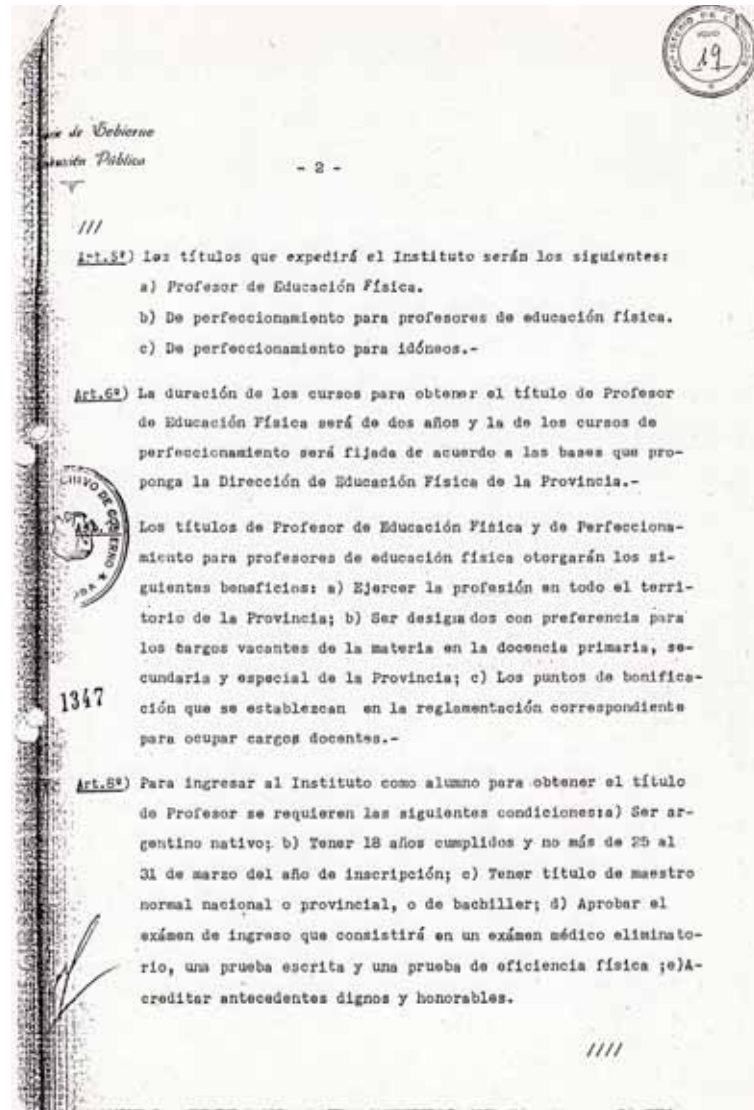 19
de Gobierno
Pública
- 2 -
///
Art.5º) Los títulos que expedirá el Instituto serán los siguientes:
a) Profesor de Educación Física.
b) De perfeccionamiento para profesores de educación física.
c) De perfeccionamiento para idóneos.-
Art.6º) La duración de los cursos para obtener el título de Profesor
de Educación Física será de dos años y la de los cursos de
perfeccionamiento será fijada de acuerdo a las bases que pro-
ponga la Dirección de Educación Física de la Provincia.-
Los títulos de Profesor de Educación Física y de Perfecciona-
miento para profesores de educación física otorgarán los si-
guientes beneficios: a) Ejercer la profesión en todo el terri-
torio de la Provincia; b) Ser designados con preferencia para
los cargos vacantes de la materia en la docencia primaria, se-
cundaria y especial de la Provincia; c) Los puntos de bonifica-
ción que se establezcan en la reglamentación correspondiente
para ocupar cargos docentes.-
DE GOBIERNO
1347
Art.8º) Para ingresar al Instituto como alumno para obtener el título
de Profesor se requieren las siguientes condiciones:a) Ser ar-
gentino nativo; b) Tener 18 años cumplidos y no más de 25 al
31 de marzo del año de inscripción; c) Tener título de maestro
normal nacional o provincial, o de bachiller; d) Aprobar el
exámen de ingreso que consistirá en un exámen médico eliminato-
rio, una prueba escrita y una prueba de eficiencia física ;e)A-
creditar antecedentes dignos y honorables.
////